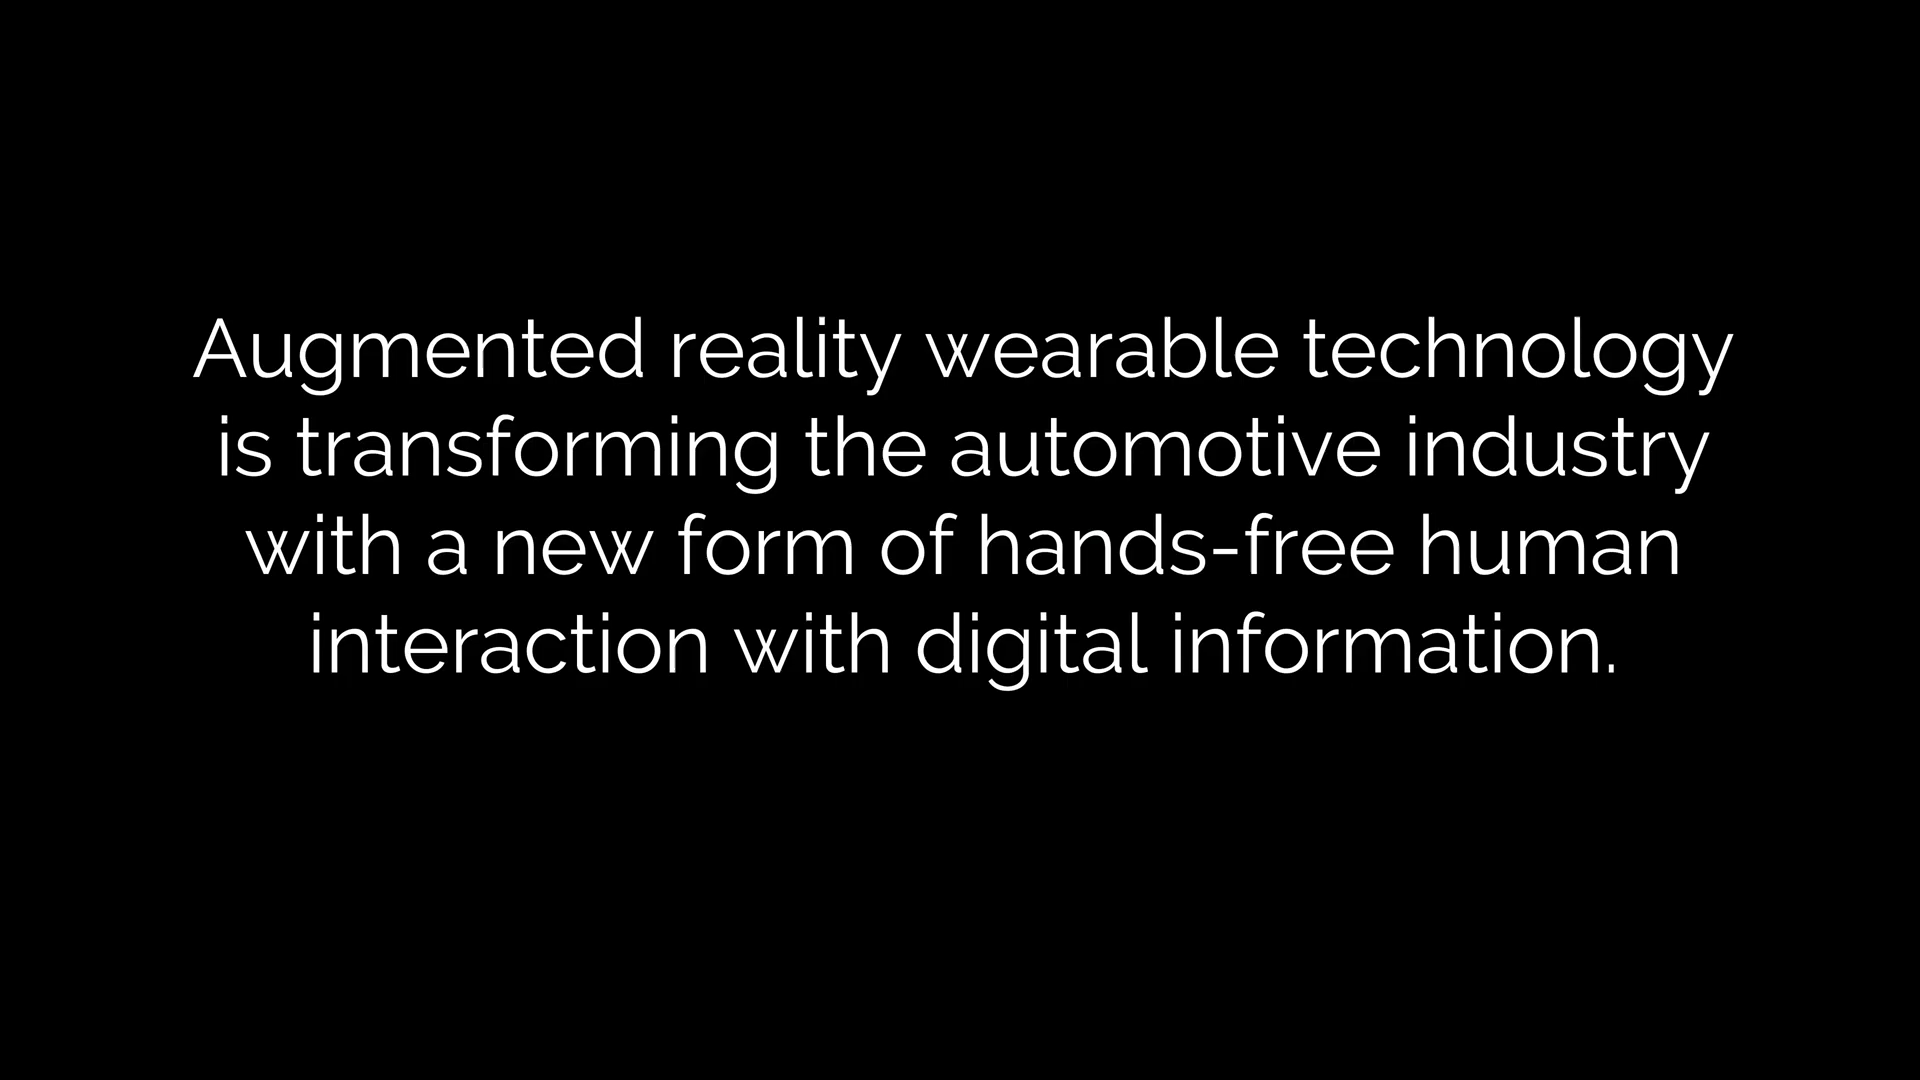 Augmented reality wearable technology
is transforming the automotive industry
with a new form of hands-free human
interaction with digital information.